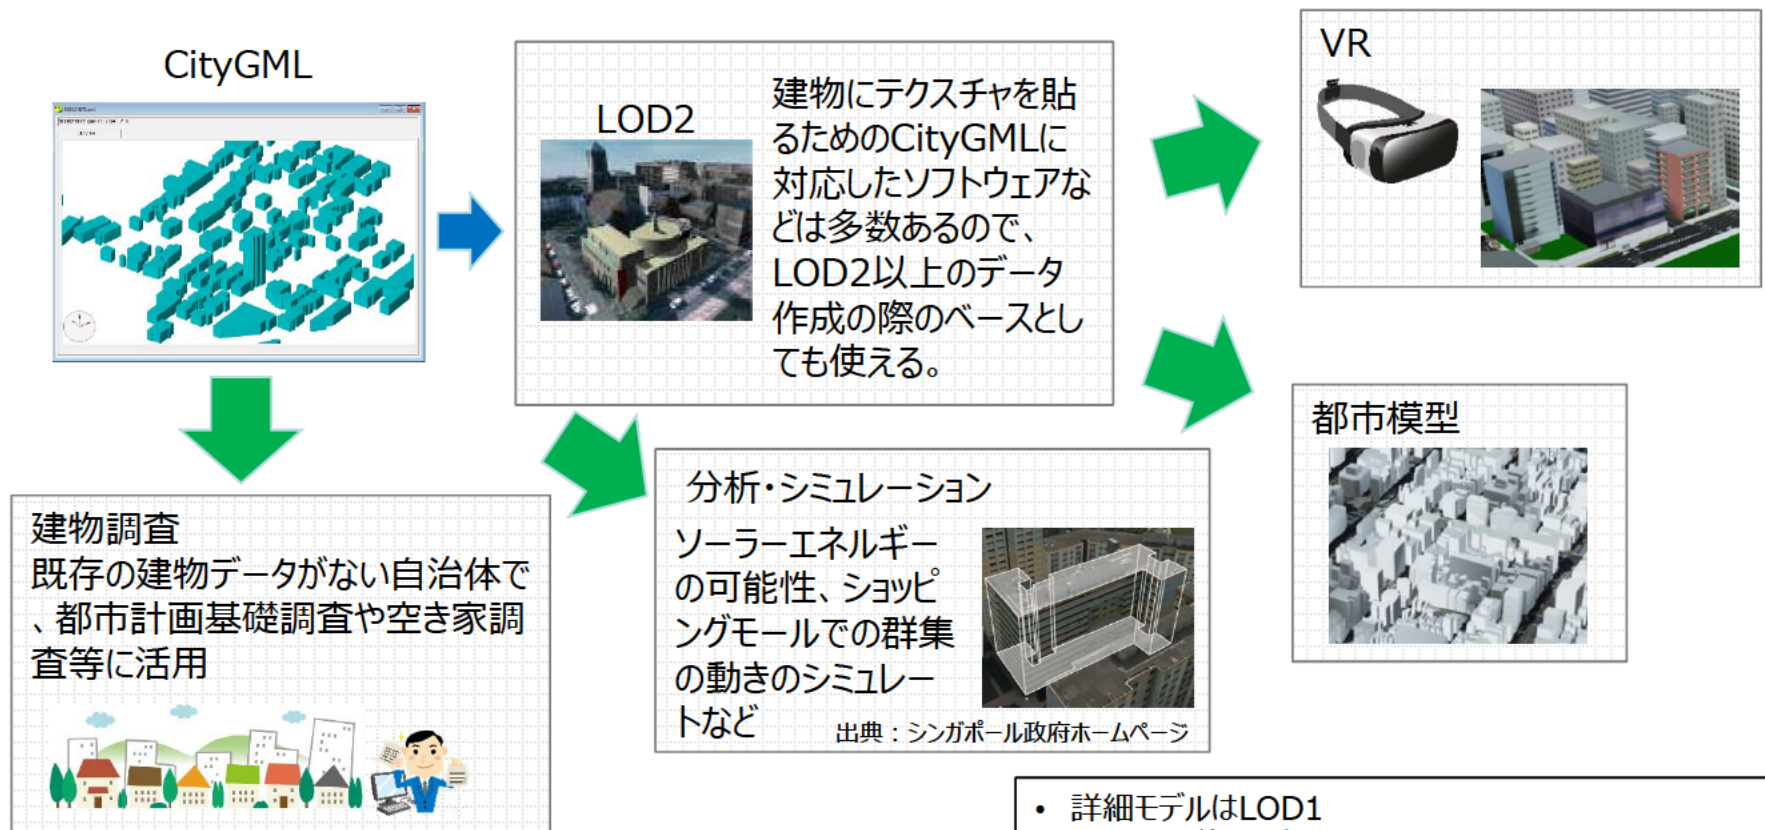 CityGML
LOD2
建物にテクスチャを貼
るためのCityGMLに
対応したソフトウェアな
どは多数あるので、
LOD2以上のデータ
作成の際のベースとし
ても使える。
VR
都市模型
分析・シミュレーション
ソーラーエネルギー
の可能性、ショッピ
ングモールでの群集
の動きのシミュレー
トなど
出典：シンガポール政府ホームページ
建物調査
既存の建物データがない自治体で
、都市計画基礎調査や空き家調
査等に活用
• 詳細モデルはLOD1